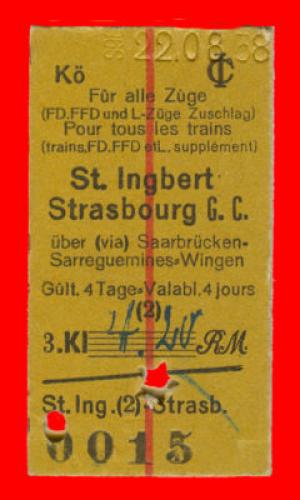 22.08.38
Kö
Für alle Züge
(FD.FFD und L-Züge Zuschlag)
Pour tous les trains
(trains,FD.FFD et L. supplément)
St. Ingbert
Strasbourg G. C.
über (via) Saarbrücken-
Sarreguemines-Wingen
Gült. 4 Tage-Valabl. 4 jours
(2)
3.Kl 4.20 RM
St. Ing. (2) Strasb.
0015